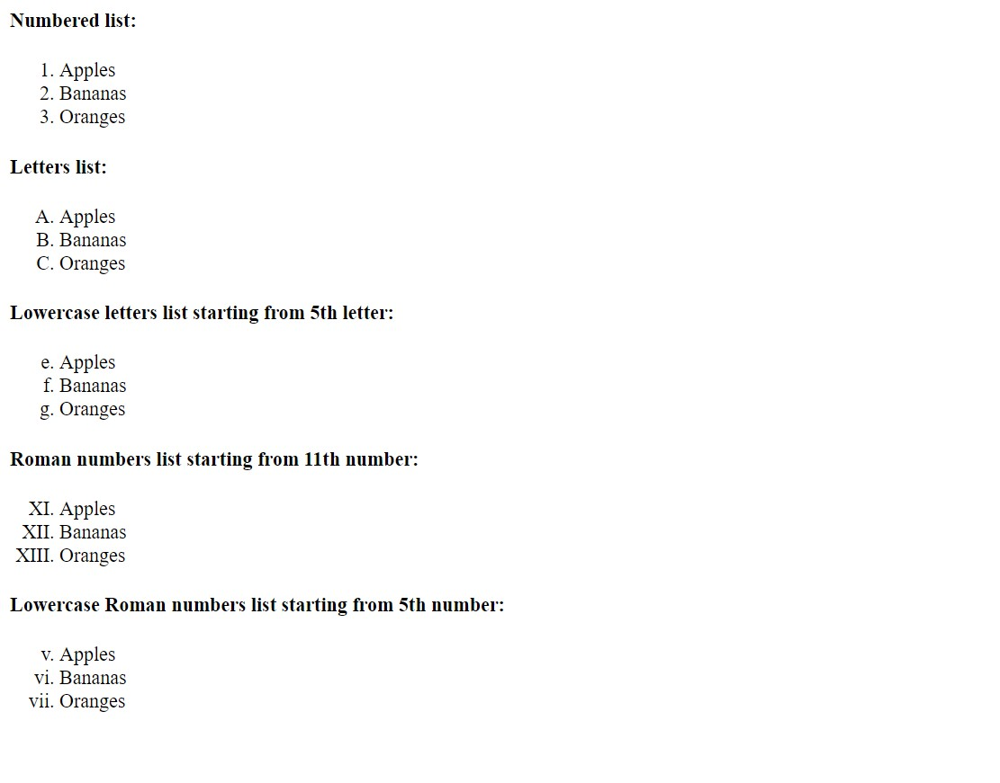 Numbered list:
1. Apples
2. Bananas
3. Oranges
Letters list:
A. Apples
B. Bananas
C. Oranges
Lowercase letters list starting from 5th letter:
e. Apples
f. Bananas
g. Oranges
Roman numbers list starting from 11th number:
XI. Apples
XII. Bananas
XIII. Oranges
Lowercase Roman numbers list starting from 5th number:
v. Apples
vi. Bananas
vii. Oranges